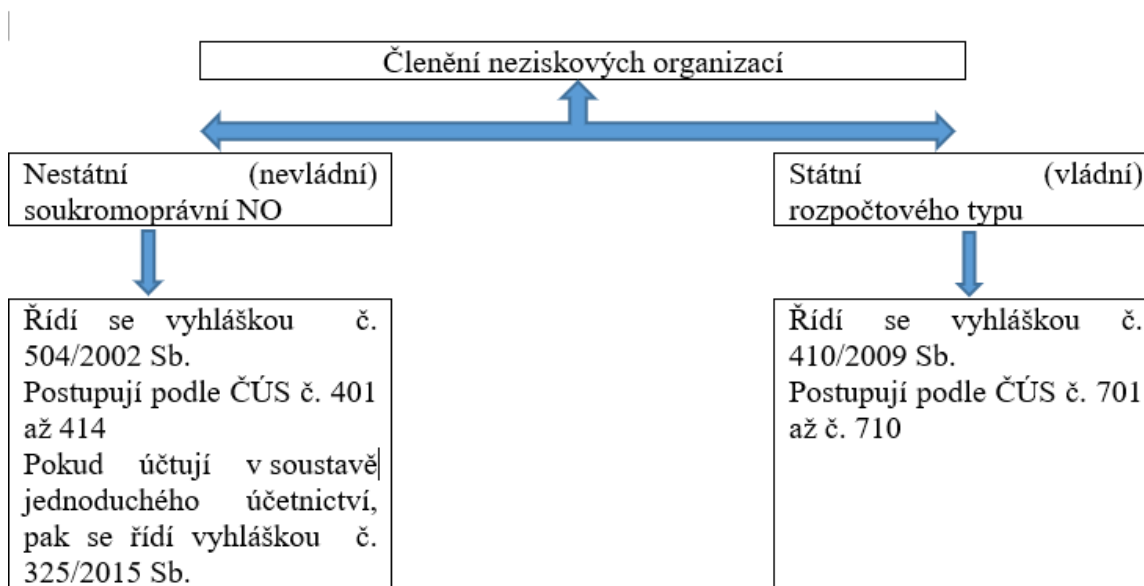 Členění neziskových organizací
Nestátní (nevládní)
soukromoprávní NO
Státní (vládní)
rozpočtového typu
Řídí se vyhláškou č.
504/2002 Sb.
Postupují podle ČÚS č. 401
až 414
Pokud účtují v soustavě
jednoduchého účetnictví,
pak se řídí vyhláškou č.
325/2015 Sb.
Řídí se vyhláškou č.
410/2009 Sb.
Postupují podle ČÚS č. 701
až č. 710